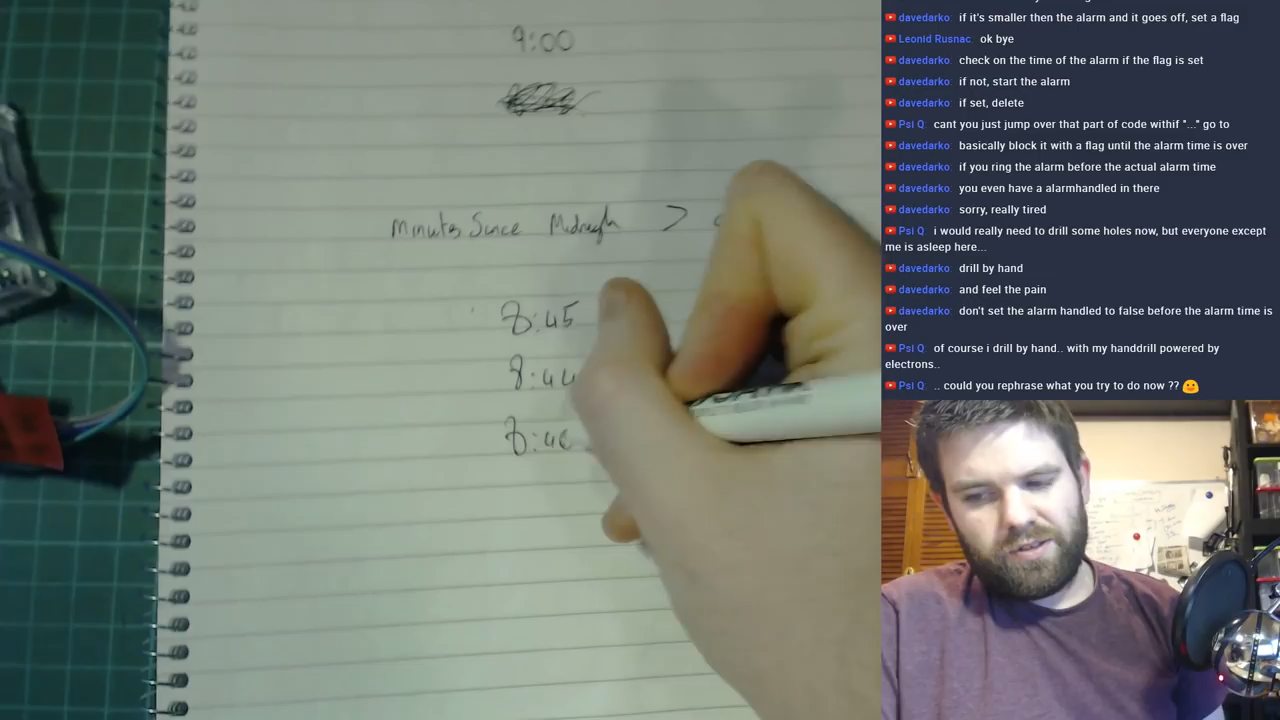 9:00
Minutes Since Midnigh >
8:45
8:44
davedarko: if it's smaller then the alarm and it goes off, set a flag
Leonid Rusnac: ok bye
davedarko: check on the time of the alarm if the flag is set
davedarko: if not, start the alarm
davedarko: if set, delete
Psi Q: cant you just jump over that part of code withif "..." go to
davedarko: basically block it with a flag until the alarm time is over
davedarko: if you ring the alarm before the actual alarm time
davedarko: you even have a alarmhandled in there
davedarko: sorry, really tired
Psi Q: i would really need to drill some holes now, but everyone except
me is asleep here...
davedarko: drill by hand
davedarko: and feel the pain
davedarko: don't set the alarm handled to false before the alarm time is
over
Psi Q: of course i drill by hand.. with my handdrill powered by
electrons..
Psi Q: .. could you rephrase what you try to do now ??